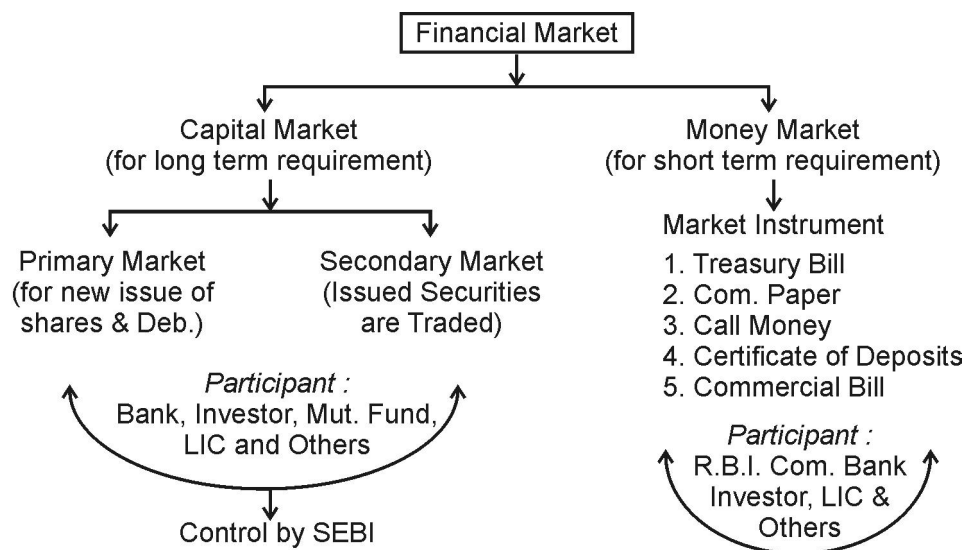 Financial Market
Capital Market
(for long term requirement)
Money Market
(for short term requirement)
Primary Market
(for new issue of
shares & Deb.)
Secondary Market
(Issued Securities
are Traded)
Participant :
Bank, Investor, Mut. Fund,
LIC and Others
Control by SEBI
Market Instrument
1. Treasury Bill
2. Com. Paper
3. Call Money
4. Certificate of Deposits
5. Commercial Bill
Participant :
R.B.I. Com. Bank
Investor, LIC &
Others